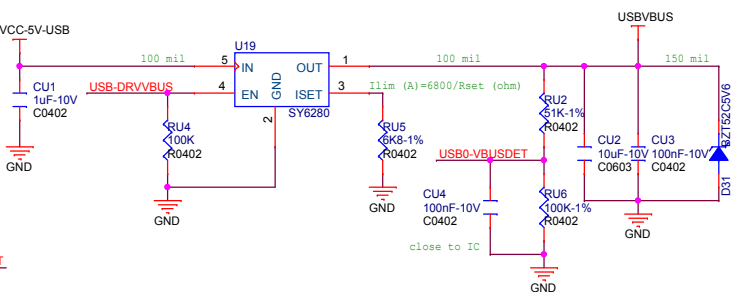 VCC-5V-USB
USBVBUS
U19
100 mil
5
IN
OUT
1
100 mil
150 mil
CU1
1uF-10V
C0402
USB-DRVVBUS
4
EN
GND
ISET
3
Ilim (A)=6800/Rset (ohm)
SY6280
2
RU2
51K-1%
R0402
BZT52C5V6
D31
RU4
100K
R0402
RU5
6K8-1%
R0402
CU2
10uF-10V
C0603
CU3
100nF-10V
C0402
GND
USB0-VBUSDET
CU4
100nF-10V
C0402
RU6
100K-1%
R0402
GND
GND
GND
close to IC
GND